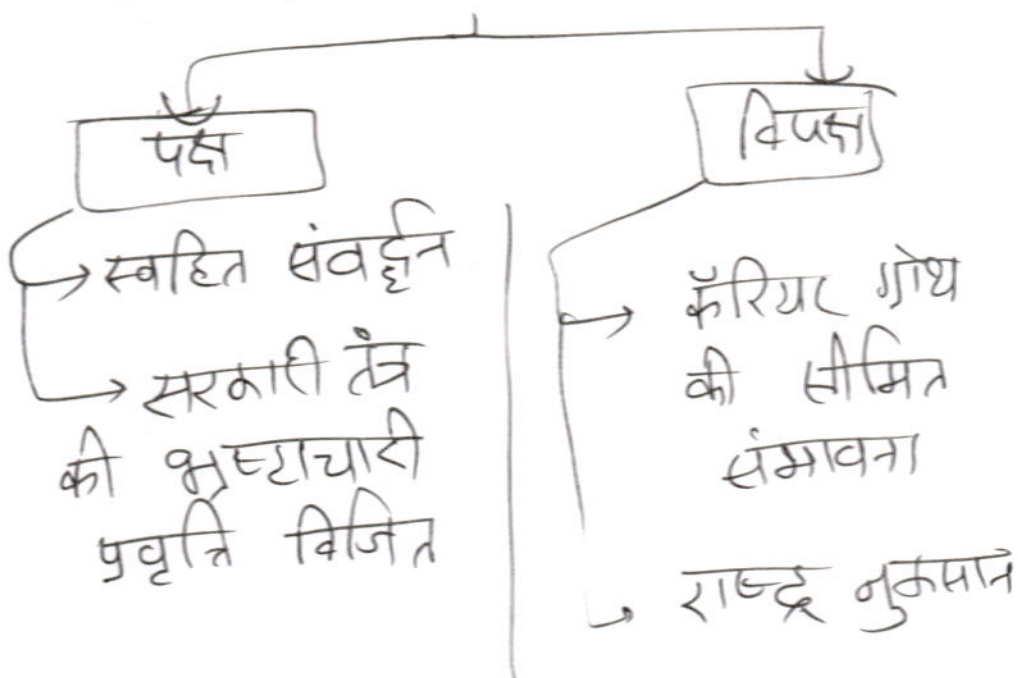 पक्ष
स्वहित संवर्द्धन
सरकारी तंत्र
की भ्रष्टाचारी
प्रवृत्ति विजित
विपक्ष
कॅरियर ग्रोथ
की सीमित
संभावना
राष्ट्र नुकसान